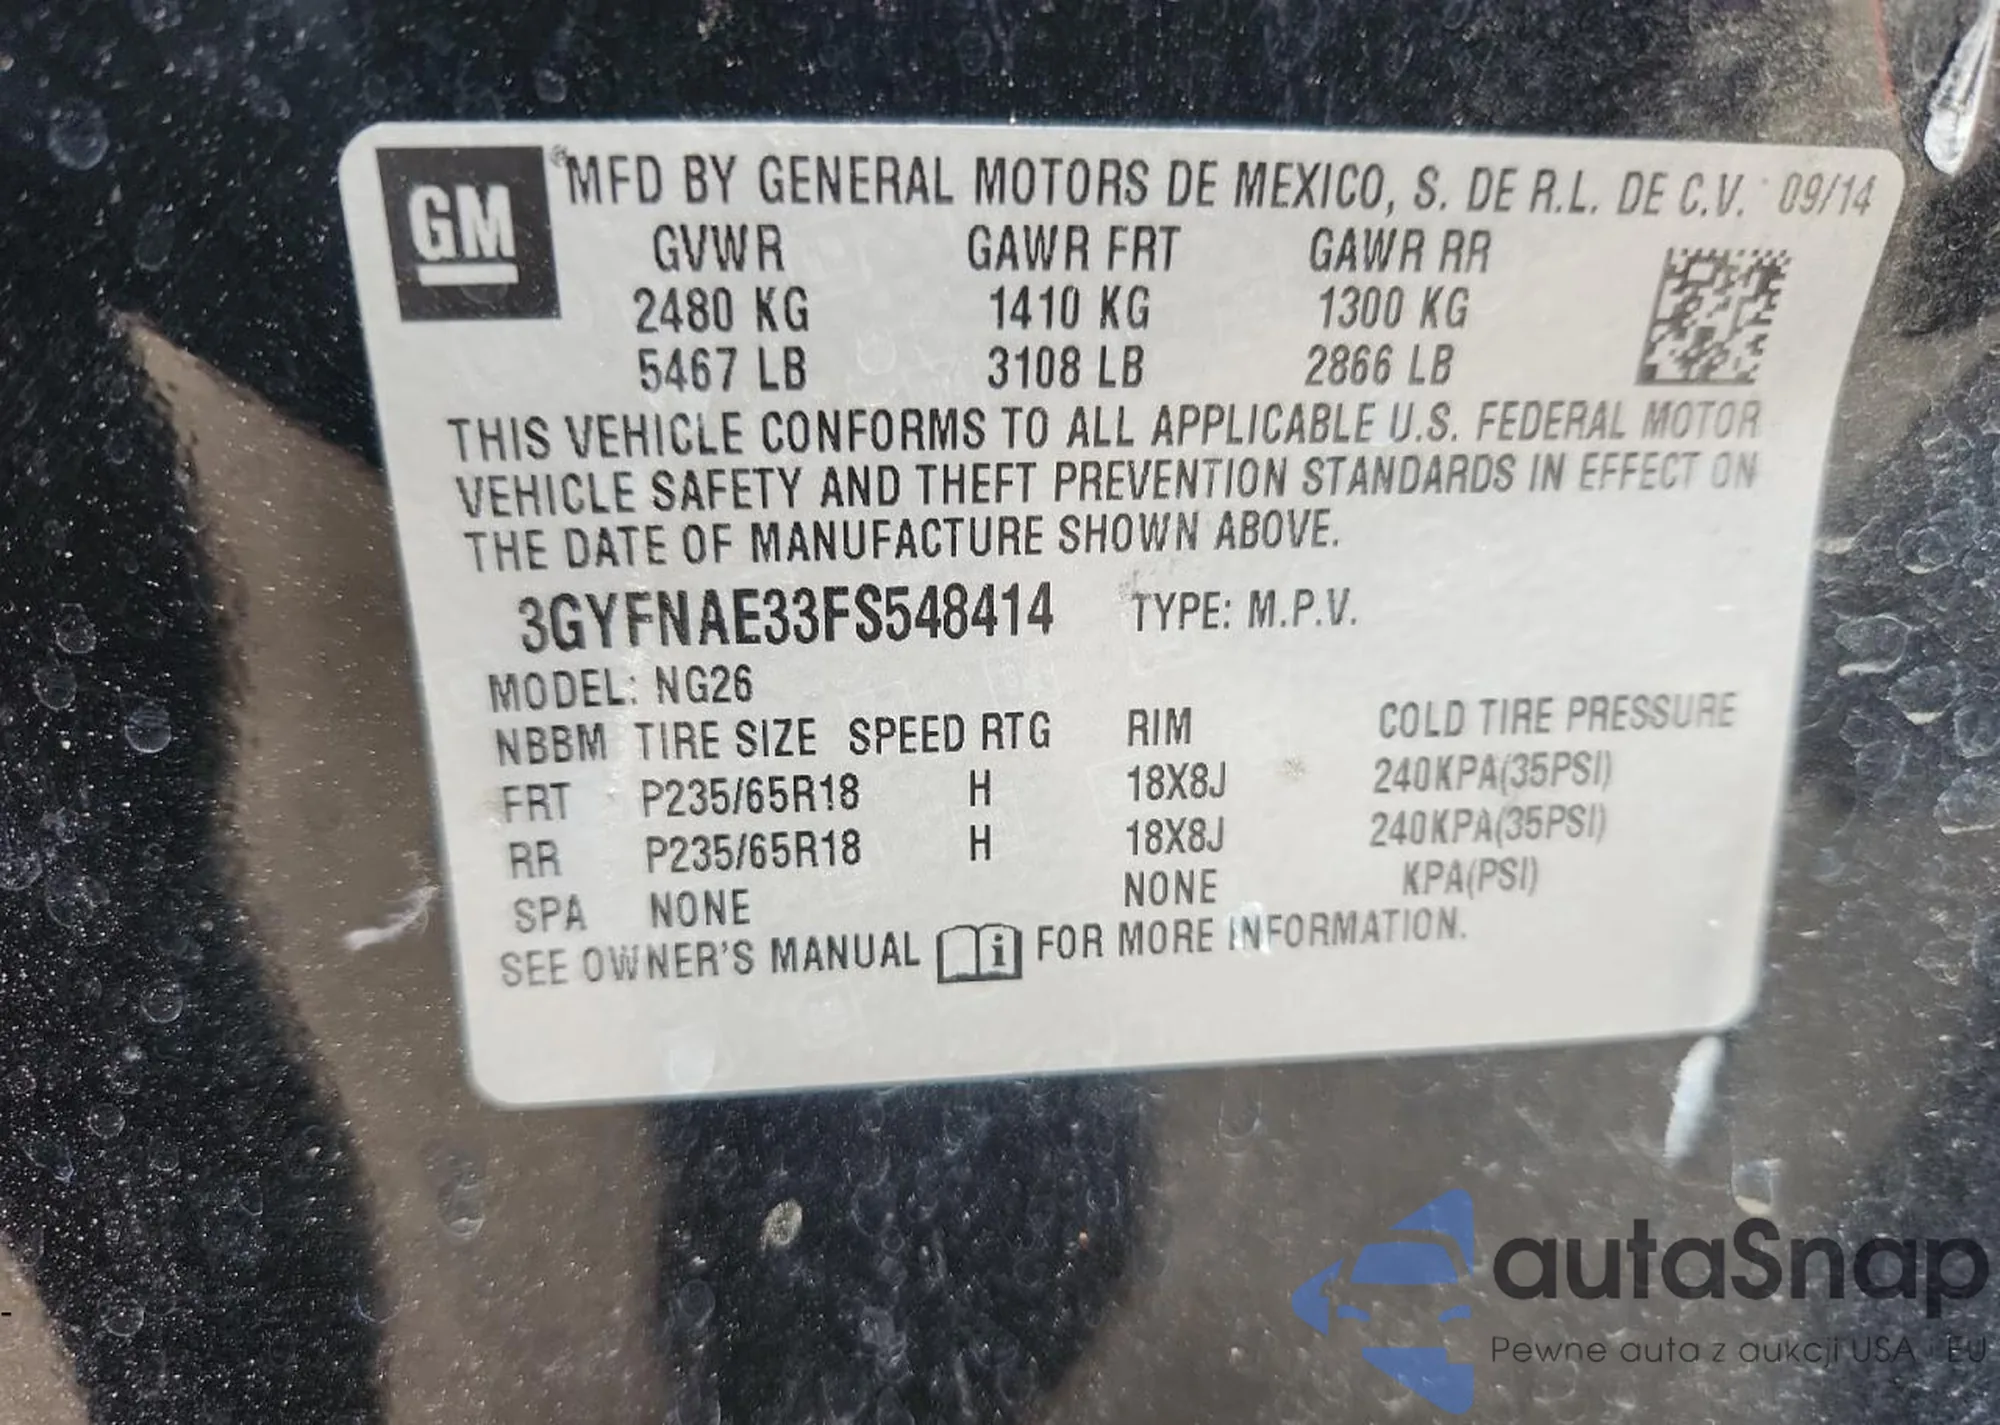 GM
® MFD BY GENERAL MOTORS DE MEXICO, S. DE R.L. DE C.V. 09/14
GVWR GAWR FRT GAWR RR
2480 KG 1410 KG 1300 KG
5467 LB 3108 LB 2866 LB
THIS VEHICLE CONFORMS TO ALL APPLICABLE U.S. FEDERAL MOTOR
VEHICLE SAFETY AND THEFT PREVENTION STANDARDS IN EFFECT ON
THE DATE OF MANUFACTURE SHOWN ABOVE.
3GYFNAE33FS548414 TYPE: M.P.V.
MODEL: NG26
NBBM TIRE SIZE SPEED RTG RIM COLD TIRE PRESSURE
FRT P235/65R18 H 18X8J 240KPA(35PSI)
RR P235/65R18 H 18X8J 240KPA(35PSI)
SPA NONE NONE KPA(PSI)
SEE OWNER'S MANUAL i FOR MORE INFORMATION.
autaSnap
Pewne auta z aukcji USA - EU